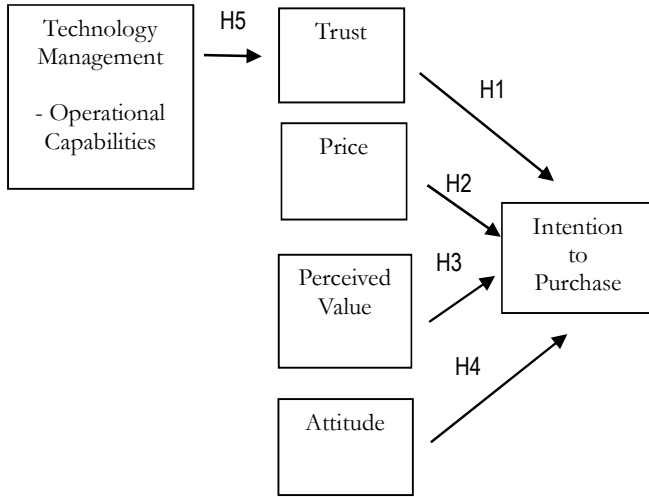 Technology
Management
- Operational
Capabilities
H5
Trust
H1
Price
H2
Intention
to
Purchase
Perceived
Value
H3
H4
Attitude